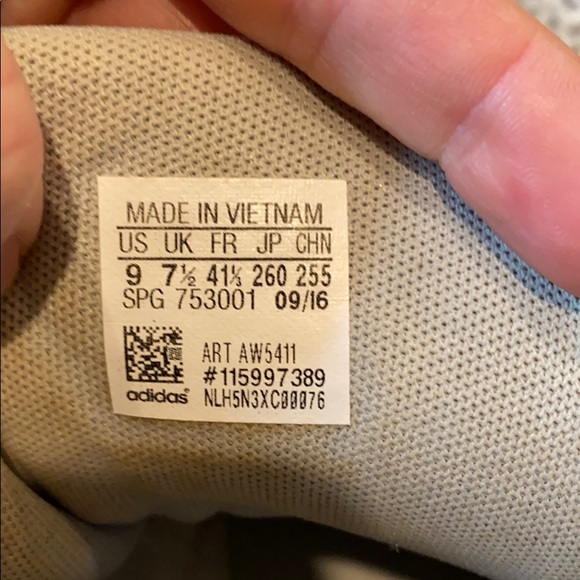 MADE IN VIETNAM
US UK FR JP CHN
9 7½ 41⅓ 260 255
SPG 753001 09/16
ART AW5411
#115997389
adidas® NLH5N3XC00076